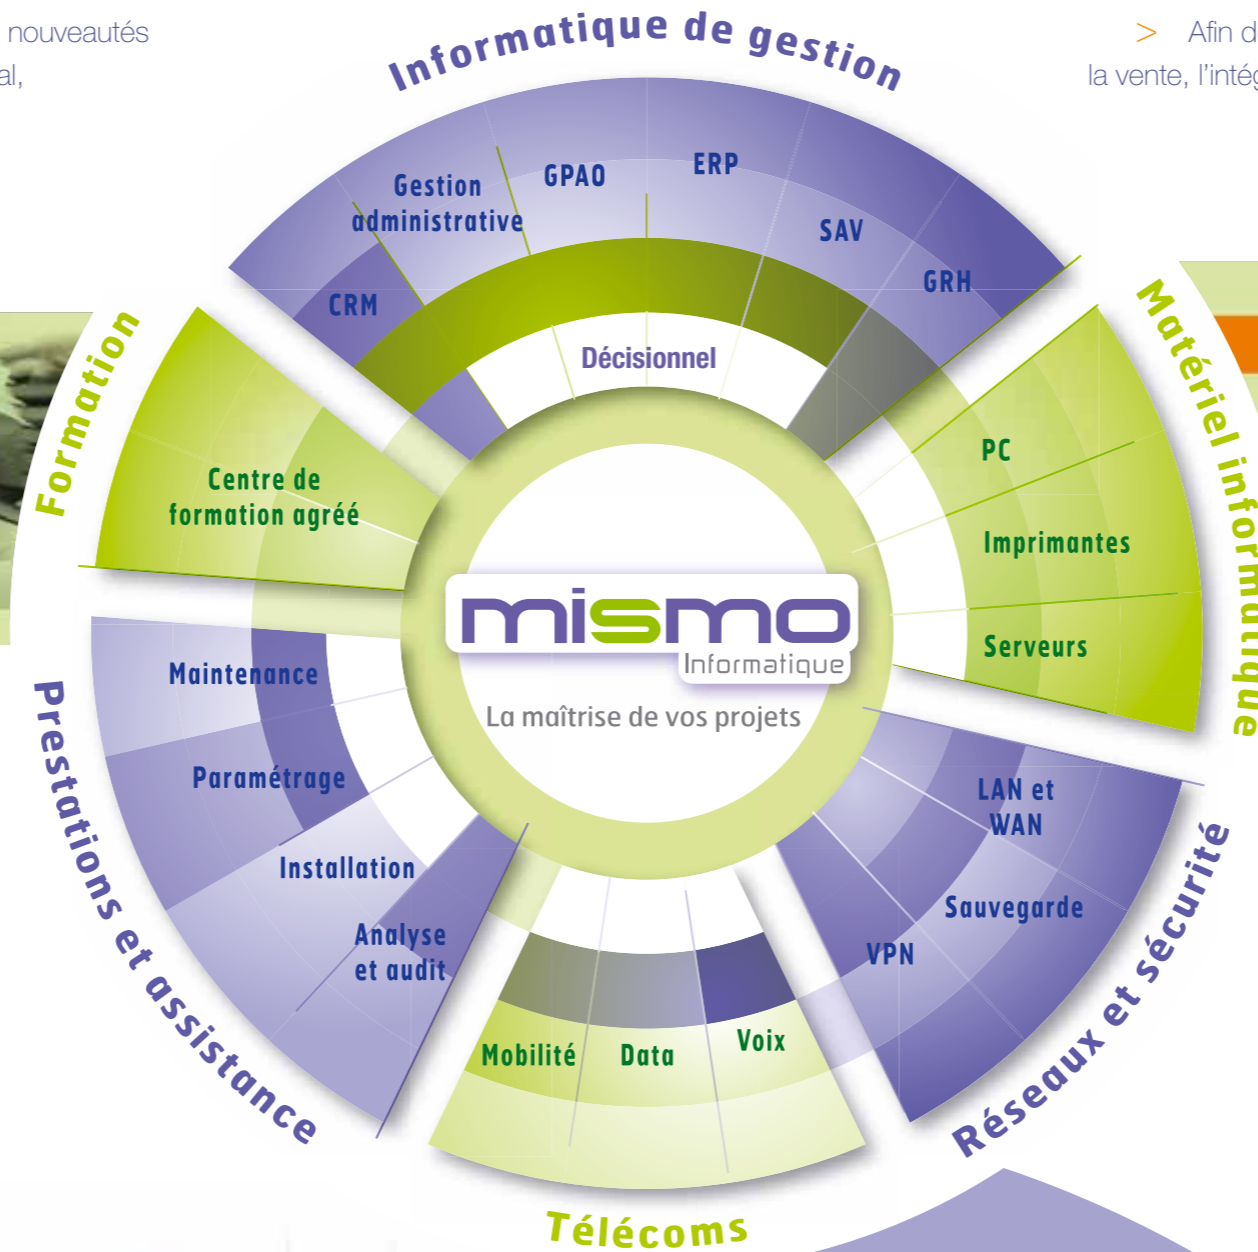 nouveautés
al,
> Afin d
la vente, l'intég
Informatique de gestion
CRM
Gestion
administrative
GPAO
ERP
SAV
GRH
Décisionnel
Matériel informatique
PC
Imprimantes
Serveurs
Réseaux et sécurité
LAN et
WAN
Sauvegarde
VPN
Télécoms
Mobilité
Data
Voix
Prestations et assistance
Maintenance
Paramétrage
Installation
Analyse
et audit
Formation
Centre de
formation agréé
mismo
Informatique
La maîtrise de vos projets